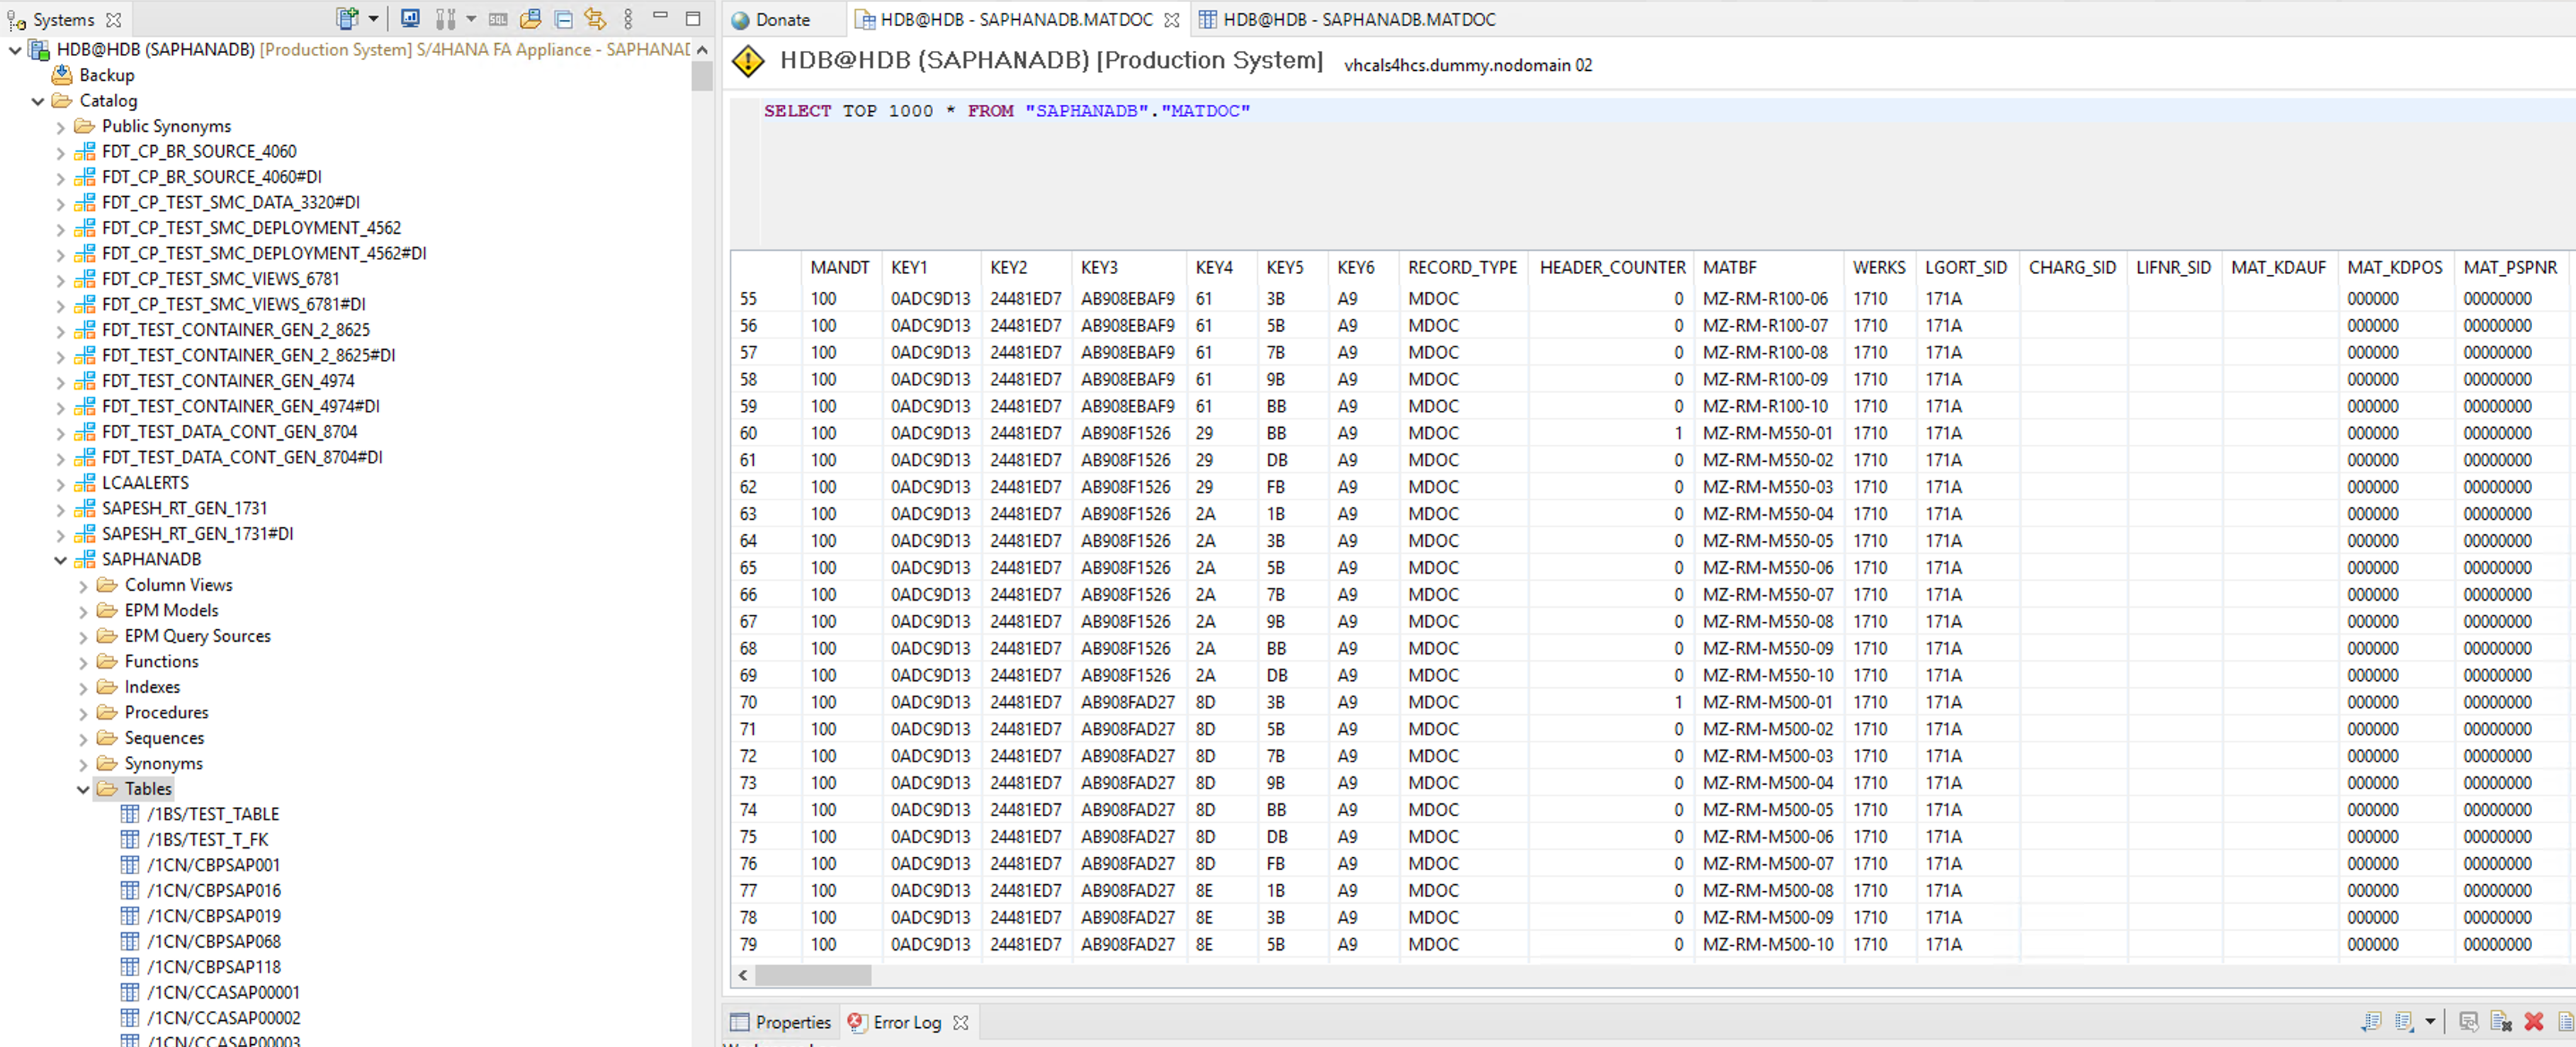 Systems
HDB@HDB (SAPHANADB) [Production System] S/4HANA FA Appliance - SAPHANAD
Backup
Catalog
Public Synonyms
FDT_CP_BR_SOURCE_4060
FDT_CP_BR_SOURCE_4060#DI
FDT_CP_TEST_SMC_DATA_3320#DI
FDT_CP_TEST_SMC_DEPLOYMENT_4562
FDT_CP_TEST_SMC_DEPLOYMENT_4562#DI
FDT_CP_TEST_SMC_VIEWS_6781
FDT_CP_TEST_SMC_VIEWS_6781#DI
FDT_TEST_CONTAINER_GEN_2_8625
FDT_TEST_CONTAINER_GEN_2_8625#DI
FDT_TEST_CONTAINER_GEN_4974
FDT_TEST_CONTAINER_GEN_4974#DI
FDT_TEST_DATA_CONT_GEN_8704
FDT_TEST_DATA_CONT_GEN_8704#DI
LCAALERTS
SAPESH_RT_GEN_1731
SAPESH_RT_GEN_1731#DI
SAPHANADB
Column Views
EPM Models
EPM Query Sources
Functions
Indexes
Procedures
Sequences
Synonyms
Tables
/1BS/TEST_TABLE
/1BS/TEST_T_FK
/1CN/CBPSAP001
/1CN/CBPSAP016
/1CN/CBPSAP019
/1CN/CBPSAP068
/1CN/CBPSAP118
/1CN/CCASAP00001
/1CN/CCASAP00002
/1CN/CCASAP00003
Donate HDB@HDB - SAPHANADB.MATDOC HDB@HDB - SAPHANADB.MATDOC
HDB@HDB (SAPHANADB) [Production System] vhcals4hcs.dummy.nodomain 02
SELECT TOP 1000 * FROM "SAPHANADB"."MATDOC"
MANDT KEY1 KEY2 KEY3 KEY4 KEY5 KEY6 RECORD_TYPE HEADER_COUNTER MATBF WERKS LGORT_SID CHARG_SID LIFNR_SID MAT_KDAUF MAT_KDPOS MAT_PSPNR
55 100 0ADC9D13 24481ED7 AB908EBAF9 61 3B A9 MDOC 0 MZ-RM-R100-06 1710 171A 000000 00000000
56 100 0ADC9D13 24481ED7 AB908EBAF9 61 5B A9 MDOC 0 MZ-RM-R100-07 1710 171A 000000 00000000
57 100 0ADC9D13 24481ED7 AB908EBAF9 61 7B A9 MDOC 0 MZ-RM-R100-08 1710 171A 000000 00000000
58 100 0ADC9D13 24481ED7 AB908EBAF9 61 9B A9 MDOC 0 MZ-RM-R100-09 1710 171A 000000 00000000
59 100 0ADC9D13 24481ED7 AB908EBAF9 61 BB A9 MDOC 0 MZ-RM-R100-10 1710 171A 000000 00000000
60 100 0ADC9D13 24481ED7 AB908F1526 29 BB A9 MDOC 1 MZ-RM-M550-01 1710 171A 000000 00000000
61 100 0ADC9D13 24481ED7 AB908F1526 29 DB A9 MDOC 0 MZ-RM-M550-02 1710 171A 000000 00000000
62 100 0ADC9D13 24481ED7 AB908F1526 29 FB A9 MDOC 0 MZ-RM-M550-03 1710 171A 000000 00000000
63 100 0ADC9D13 24481ED7 AB908F1526 2A 1B A9 MDOC 0 MZ-RM-M550-04 1710 171A 000000 00000000
64 100 0ADC9D13 24481ED7 AB908F1526 2A 3B A9 MDOC 0 MZ-RM-M550-05 1710 171A 000000 00000000
65 100 0ADC9D13 24481ED7 AB908F1526 2A 5B A9 MDOC 0 MZ-RM-M550-06 1710 171A 000000 00000000
66 100 0ADC9D13 24481ED7 AB908F1526 2A 7B A9 MDOC 0 MZ-RM-M550-07 1710 171A 000000 00000000
67 100 0ADC9D13 24481ED7 AB908F1526 2A 9B A9 MDOC 0 MZ-RM-M550-08 1710 171A 000000 00000000
68 100 0ADC9D13 24481ED7 AB908F1526 2A BB A9 MDOC 0 MZ-RM-M550-09 1710 171A 000000 00000000
69 100 0ADC9D13 24481ED7 AB908F1526 2A DB A9 MDOC 0 MZ-RM-M550-10 1710 171A 000000 00000000
70 100 0ADC9D13 24481ED7 AB908FAD27 8D 3B A9 MDOC 1 MZ-RM-M500-01 1710 171A 000000 00000000
71 100 0ADC9D13 24481ED7 AB908FAD27 8D 5B A9 MDOC 0 MZ-RM-M500-02 1710 171A 000000 00000000
72 100 0ADC9D13 24481ED7 AB908FAD27 8D 7B A9 MDOC 0 MZ-RM-M500-03 1710 171A 000000 00000000
73 100 0ADC9D13 24481ED7 AB908FAD27 8D 9B A9 MDOC 0 MZ-RM-M500-04 1710 171A 000000 00000000
74 100 0ADC9D13 24481ED7 AB908FAD27 8D BB A9 MDOC 0 MZ-RM-M500-05 1710 171A 000000 00000000
75 100 0ADC9D13 24481ED7 AB908FAD27 8D DB A9 MDOC 0 MZ-RM-M500-06 1710 171A 000000 00000000
76 100 0ADC9D13 24481ED7 AB908FAD27 8D FB A9 MDOC 0 MZ-RM-M500-07 1710 171A 000000 00000000
77 100 0ADC9D13 24481ED7 AB908FAD27 8E 1B A9 MDOC 0 MZ-RM-M500-08 1710 171A 000000 00000000
78 100 0ADC9D13 24481ED7 AB908FAD27 8E 3B A9 MDOC 0 MZ-RM-M500-09 1710 171A 000000 00000000
79 100 0ADC9D13 24481ED7 AB908FAD27 8E 5B A9 MDOC 0 MZ-RM-M500-10 1710 171A 000000 00000000
Properties Error Log